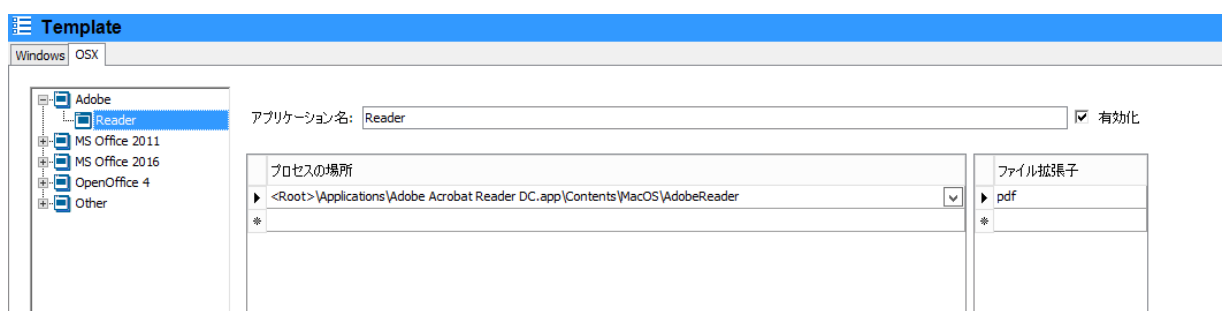 Template
Windows OSX
Adobe
Reader
MS Office 2011
MS Office 2016
OpenOffice 4
Other
アプリケーション名: Reader
有効化
プロセスの場所
<Root>\Applications\Adobe Acrobat Reader DC.app\Contents\MacOS\AdobeReader
ファイル拡張子
pdf